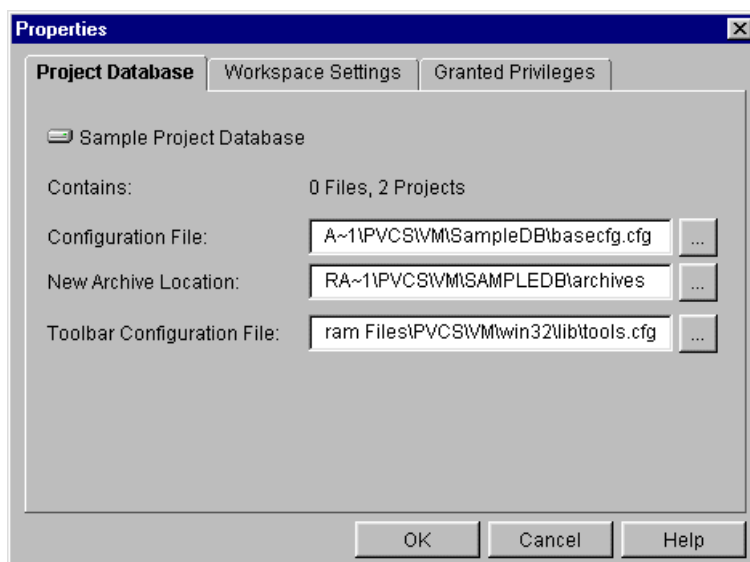 Properties
Project Database Workspace Settings Granted Privileges
Sample Project Database
Contains: 0 Files, 2 Projects
Configuration File: A~1\PVCS\VM\SampleDB\basecfg.cfg ...
New Archive Location: RA~1\PVCS\VM\SAMPLEDB\archives ...
Toolbar Configuration File: ram Files\PVCS\VM\win32\lib\tools.cfg ...
OK Cancel Help